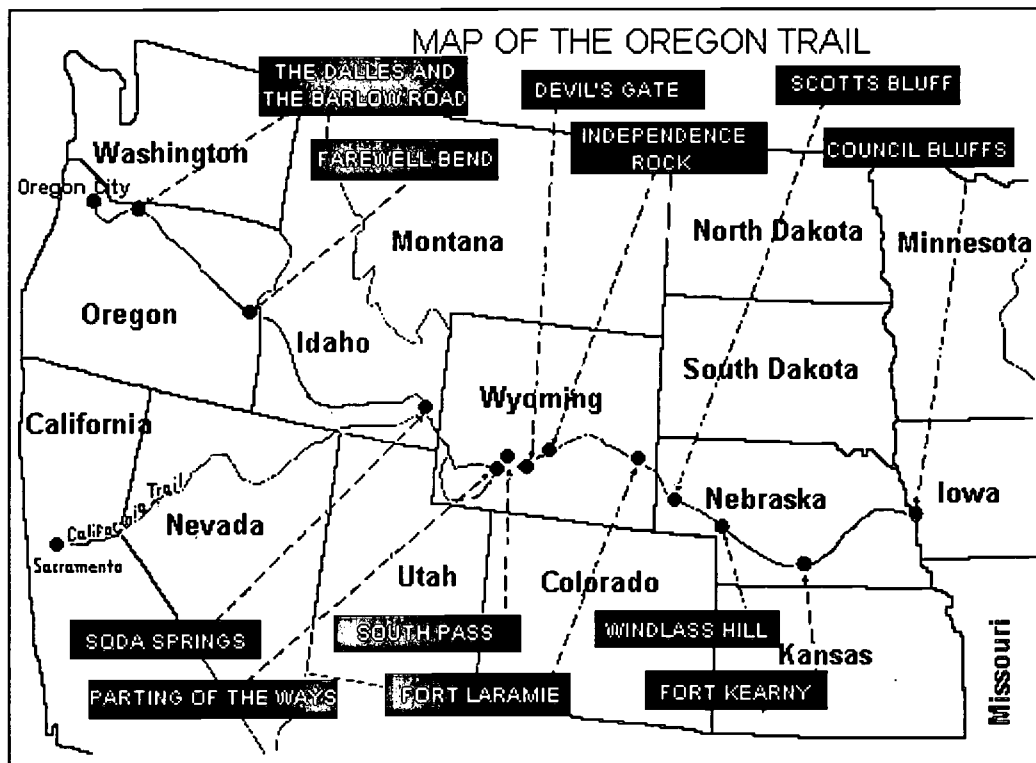 MAP OF THE OREGON TRAIL
THE DALLES AND
THE BARLOW ROAD
DEVIL'S GATE
SCOTTS BLUFF
INDEPENDENCE
ROCK
COUNCIL BLUFFS
FAREWELL BEND
Washington
Oregon City
Montana
North Dakota
Minnesota
Oregon
Idaho
Wyoming
South Dakota
California
Nebraska
Iowa
California Trail
Nevada
Sacramento
Utah
Colorado
SODA SPRINGS
SOUTH PASS
WINDLASS HILL
Kansas
PARTING OF THE WAYS
FORT LARAMIE
FORT KEARNY
Missouri